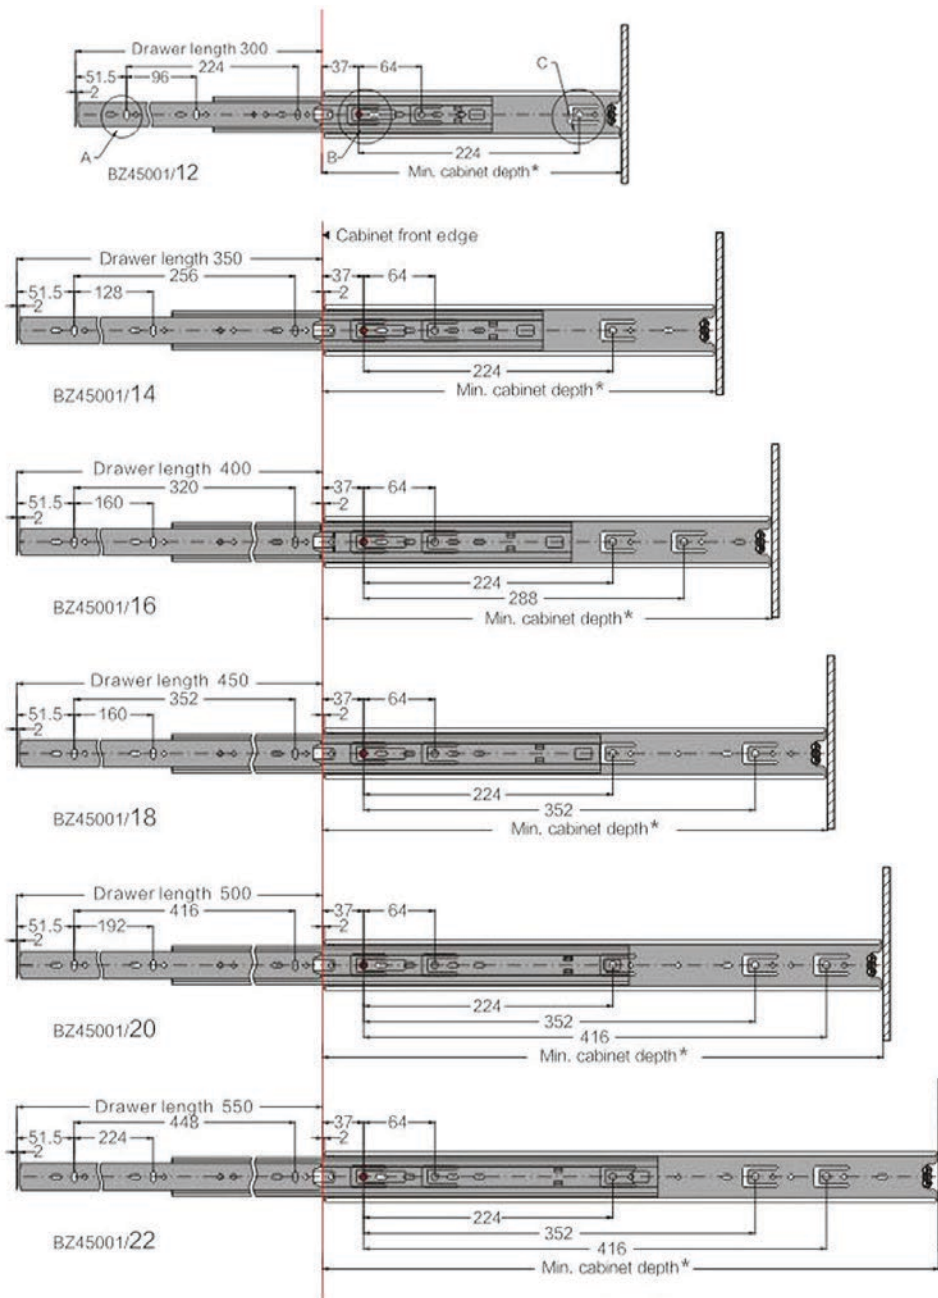 Drawer length 300
224 37 64
51.5 96
2
C
A
B
224
BZ45001/12
Min. cabinet depth*
Cabinet front edge
Drawer length 350
256 37 64
51.5 128
2 2
224
BZ45001/14
Min. cabinet depth*
Drawer length 400
320 37 64
51.5 160
2 2
224
288
BZ45001/16
Min. cabinet depth*
Drawer length 450
352 37 64
51.5 160
2 2
224
352
BZ45001/18
Min. cabinet depth*
Drawer length 500
416 37 64
51.5 192
2 2
224
352
416
BZ45001/20
Min. cabinet depth*
Drawer length 550
448 37 64
51.5 224
2 2
224
352
416
BZ45001/22
Min. cabinet depth*